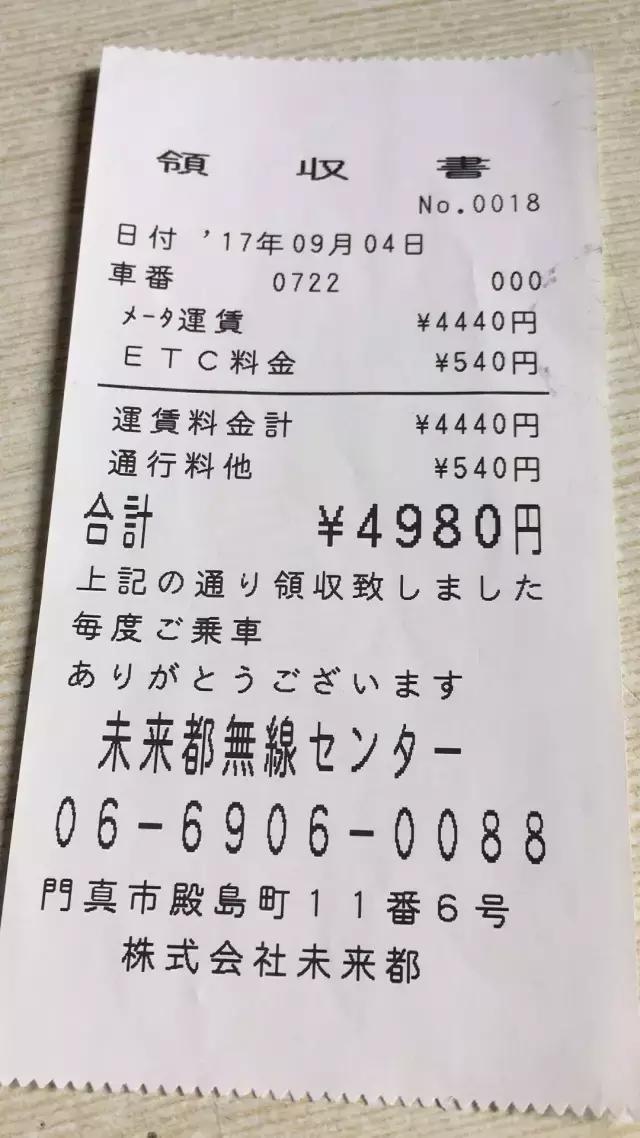 領収書
No.0018
日付 '17年09月04日
車番 0722 000
メータ運賃 ¥4440円
ETC料金 ¥540円
運賃料金計 ¥4440円
通行料他 ¥540円
合計 ¥4980円
上記の通り領収致しました
毎度ご乗車
ありがとうございます
未来都無線センター
06-6906-0088
門真市殿島町11番6号
株式会社未来都